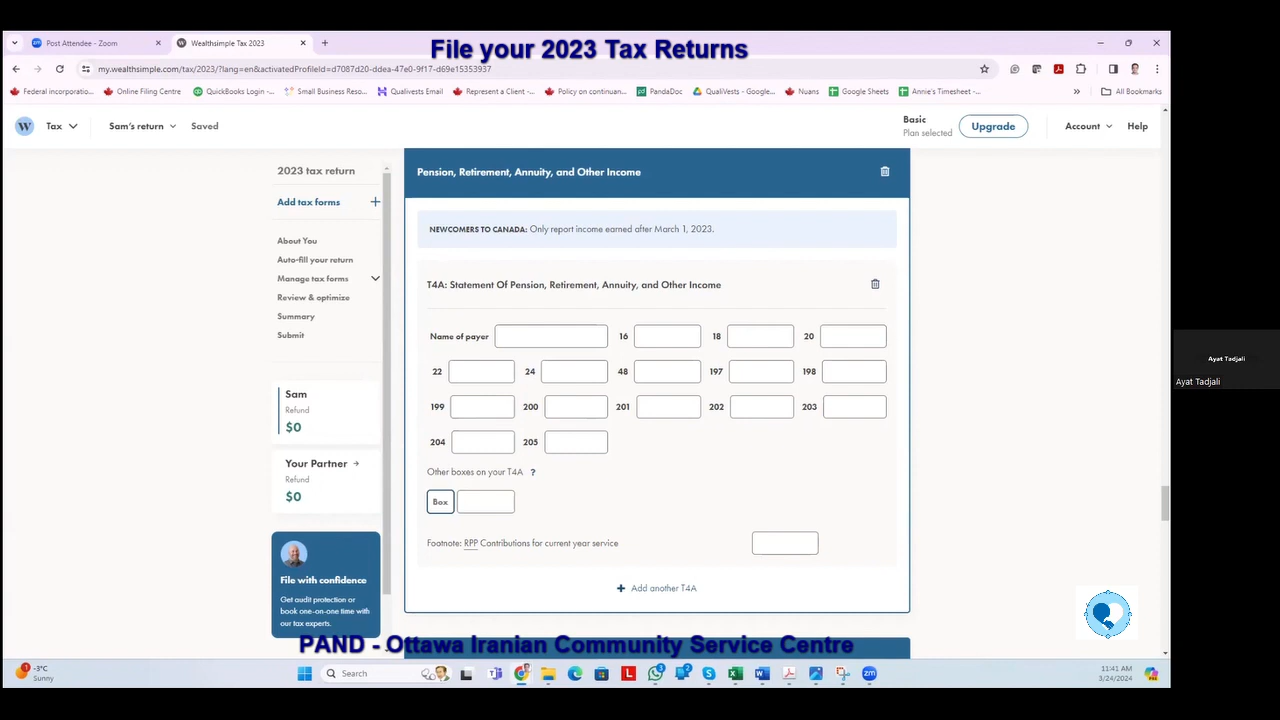 File your 2023 Tax Returns
Post Attendee - Zoom
Wealthsimple Tax 2023
my.wealthsimple.com/tax/2023/?lang=en&activatedProfileId=d7087d20-ddea-47e0-9f17-d69e15353937
Federal incorporatio... Online Filing Centre QuickBooks Login -... Small Business Reso... Qualivests Email Represent a Client -... Policy on continuan... PandaDoc QualiVests - Google... Nuans Google Sheets Annie's Timesheet -... » All Bookmarks
W Tax Sam's return Saved
Basic
Plan selected
Upgrade Account Help
2023 tax return
Add tax forms +
About You
Auto-fill your return
Manage tax forms
Review & optimize
Summary
Submit
Sam
Refund
$0
Your Partner →
Refund
$0
File with confidence
Get audit protection or
book one-on-one time with
our tax experts.
Pension, Retirement, Annuity, and Other Income
NEWCOMERS TO CANADA: Only report income earned after March 1, 2023.
T4A: Statement Of Pension, Retirement, Annuity, and Other Income
Name of payer 16 18 20
22 24 48 197 198
199 200 201 202 203
204 205
Other boxes on your T4A ?
Box
Footnote: RPP Contributions for current year service
+ Add another T4A
Ayat Tadjali
Ayat Tadjali
PAND - Ottawa Iranian Community Service Centre
-3°C
Sunny
Search
11:41 AM
3/24/2024